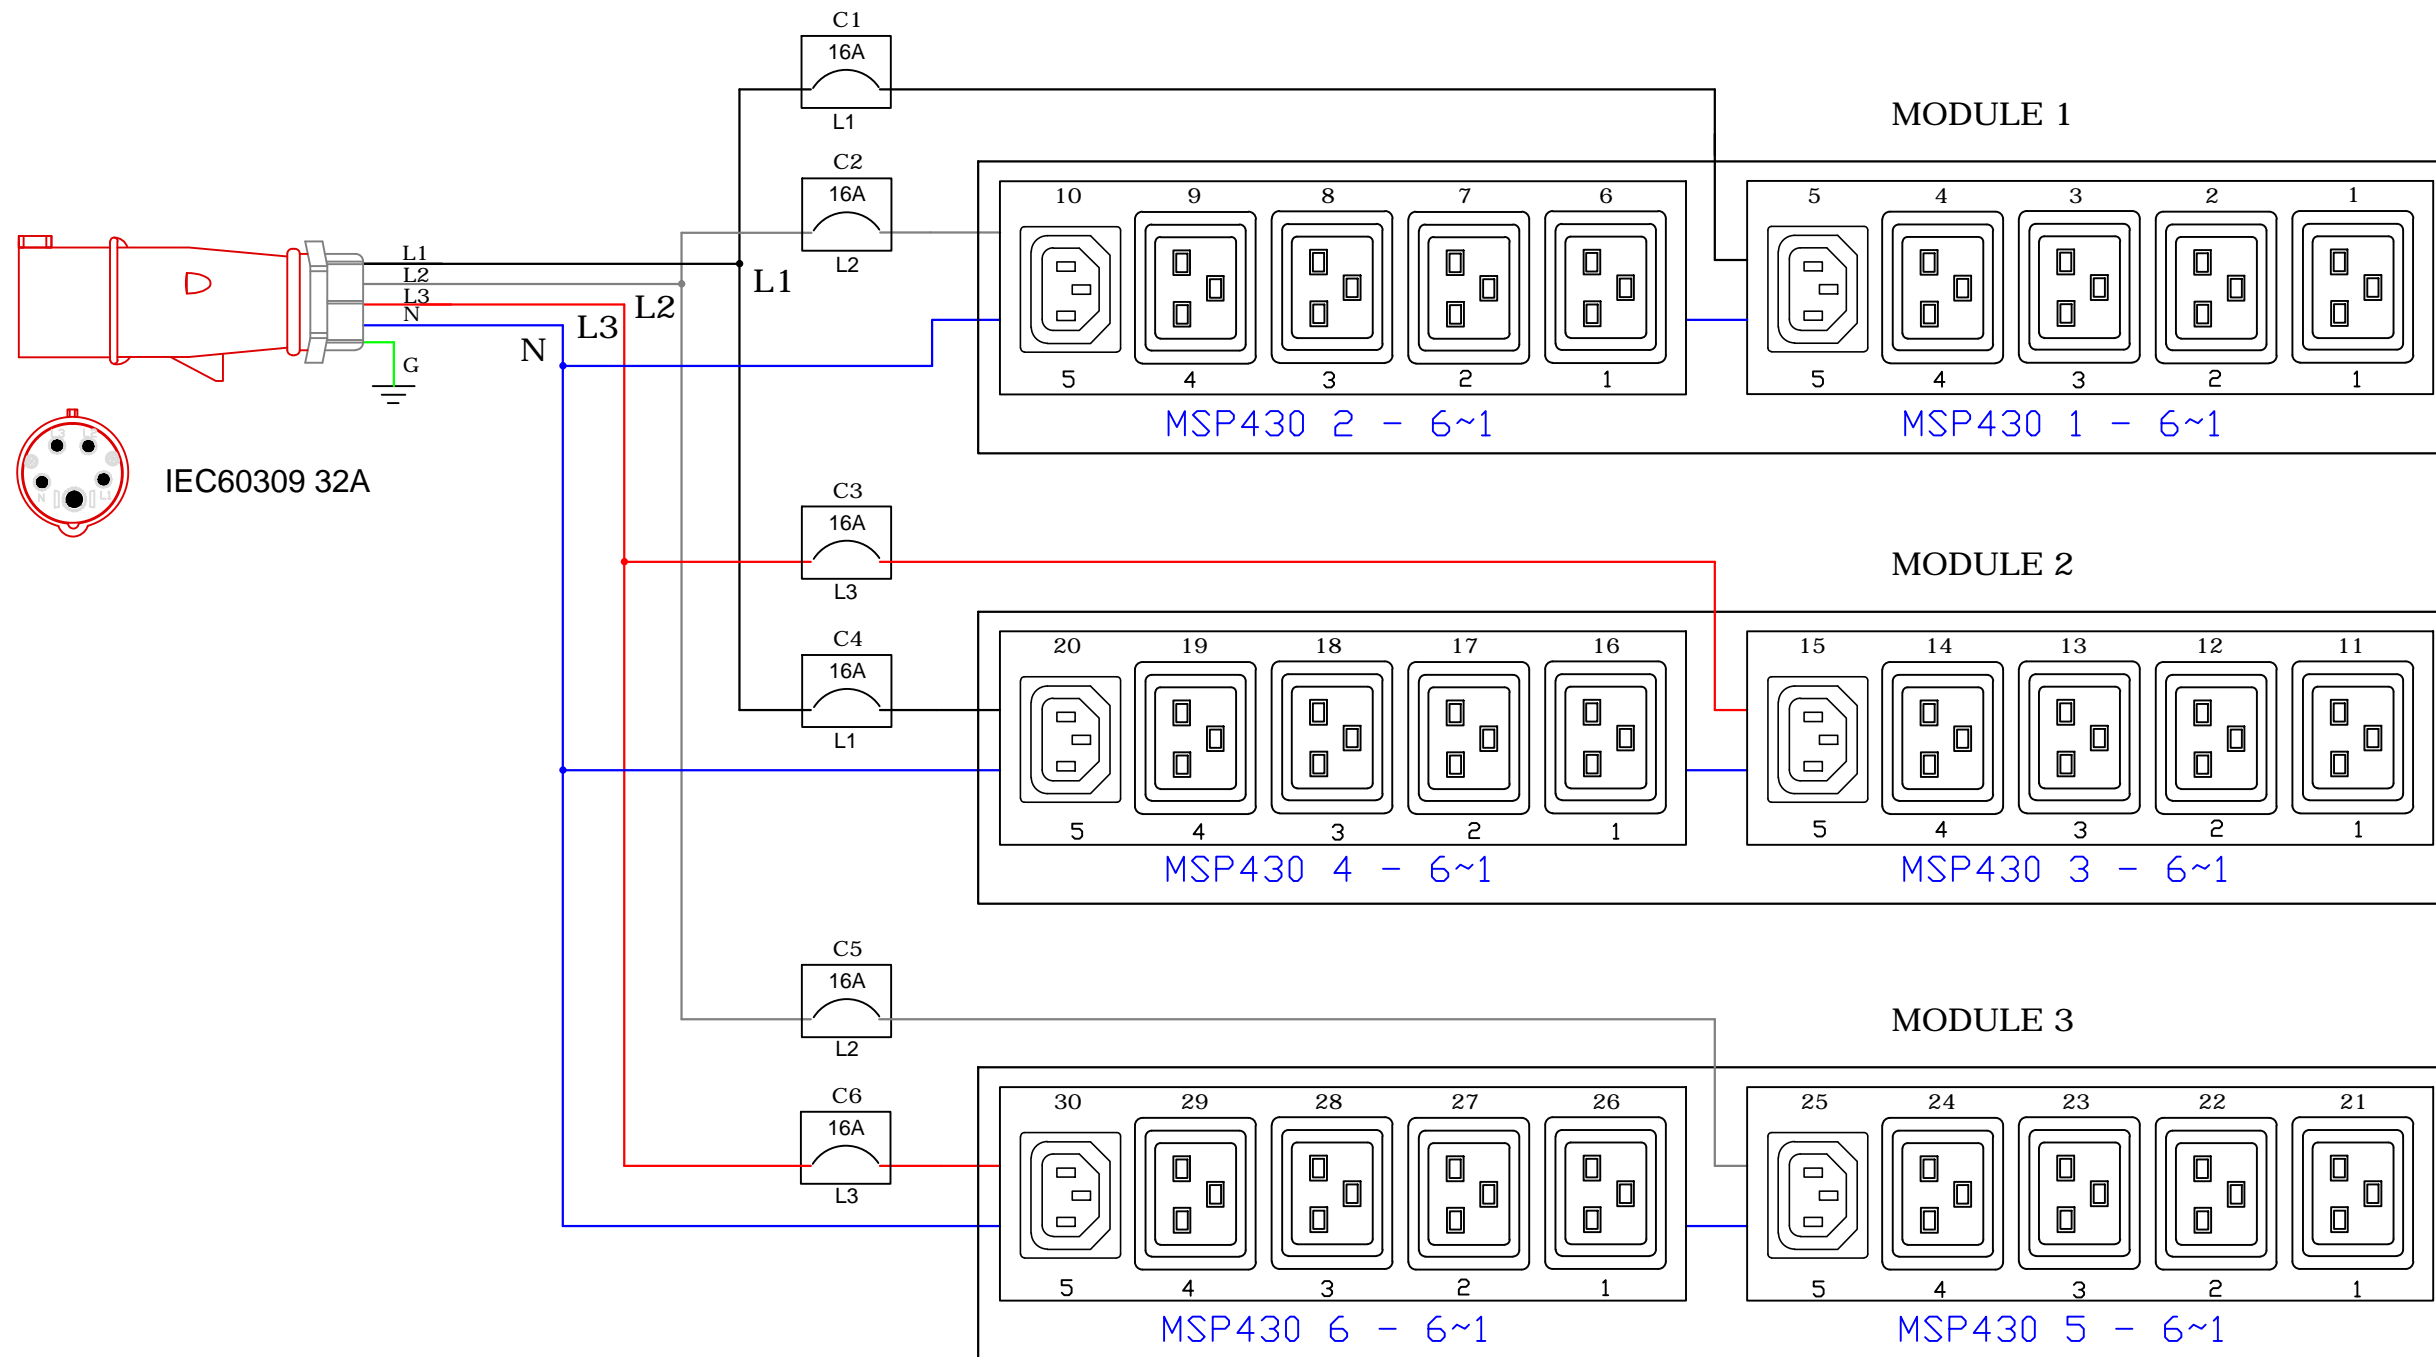 C1
16A
L1
MODULE 1
C2
16A
L2
10 9 8 7 6 5 4 3 2 1
L1
L2
L3
N
G
L1
L2
L3
N
5 4 3 2 1 5 4 3 2 1
MSP430 2 - 6~1 MSP430 1 - 6~1
L3 L2
N L1
IEC60309 32A
C3
16A
L3
MODULE 2
C4
16A
L1
20 19 18 17 16 15 14 13 12 11
5 4 3 2 1 5 4 3 2 1
MSP430 4 - 6~1 MSP430 3 - 6~1
C5
16A
L2
MODULE 3
C6
16A
L3
30 29 28 27 26 25 24 23 22 21
5 4 3 2 1 5 4 3 2 1
MSP430 6 - 6~1 MSP430 5 - 6~1